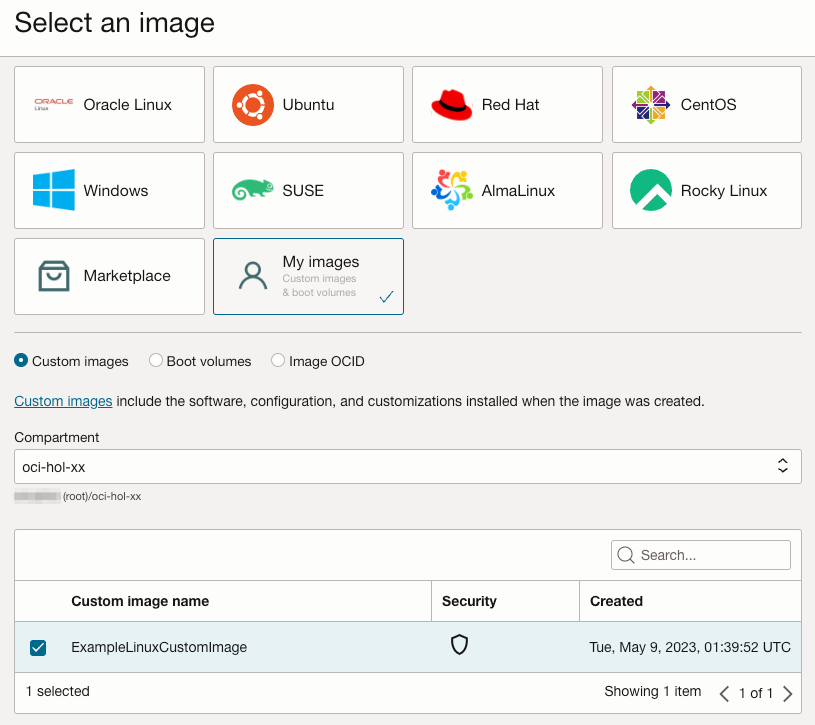 Select an image
ORACLE
Linux
Oracle Linux
Ubuntu
Red Hat
CentOS
Windows
SUSE
AlmaLinux
Rocky Linux
Marketplace
My images
Custom images
& boot volumes
Custom images
Boot volumes
Image OCID
Custom images include the software, configuration, and customizations installed when the image was created.
Compartment
oci-hol-xx
(root)/oci-hol-xx
Search...
Custom image name
Security
Created
ExampleLinuxCustomImage
Tue, May 9, 2023, 01:39:52 UTC
1 selected
Showing 1 item
1 of 1